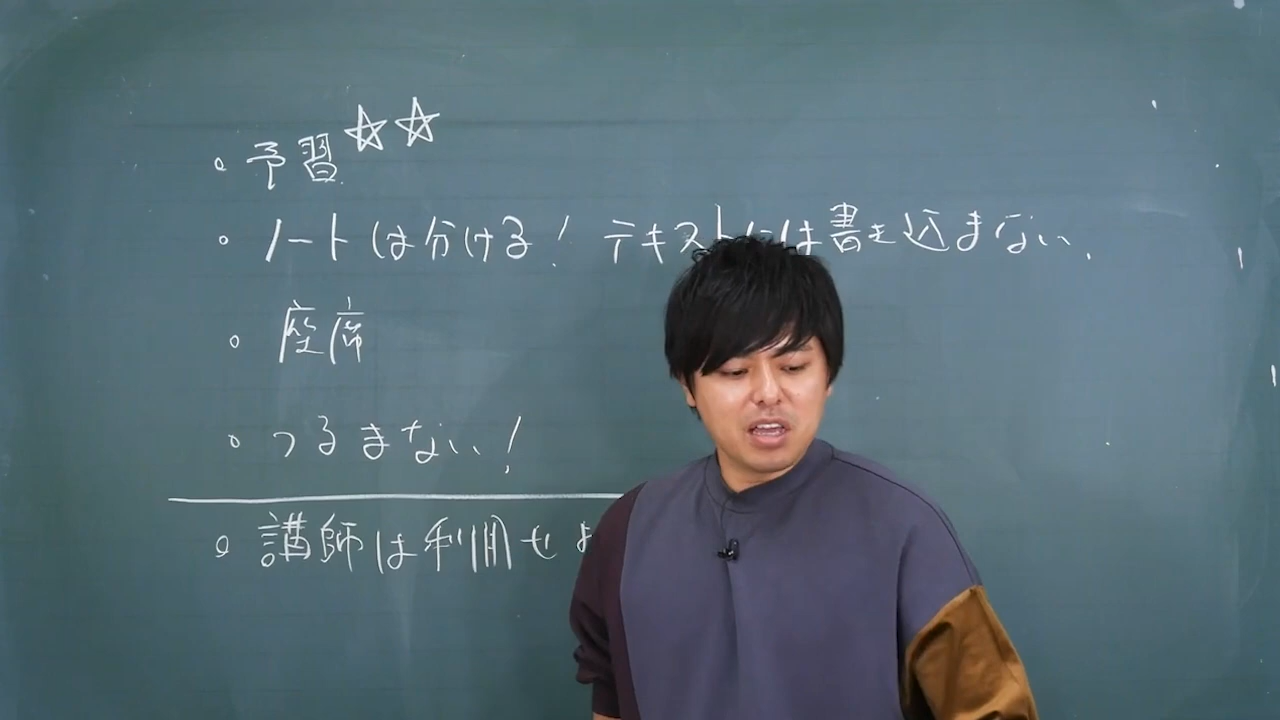 ◦ 予習☆☆
◦ ノートは分ける! テキストには書き込まない、
◦ 座席
◦ つるまない!
◦ 講師は利用せよ